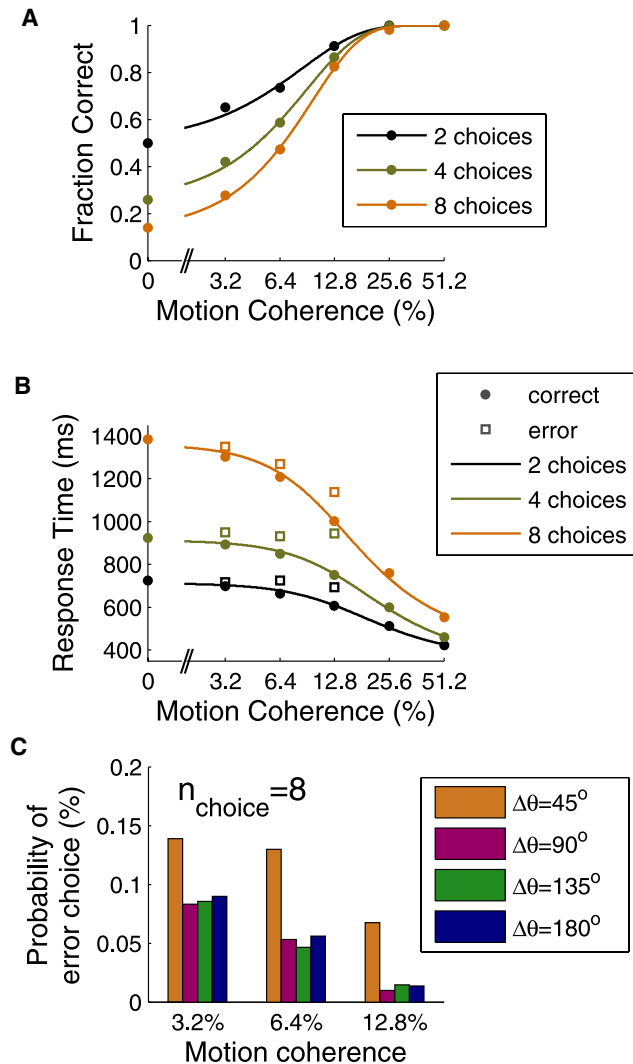 A
Fraction Correct
1
0.8
0.6
0.4
0.2
0
2 choices
4 choices
8 choices
0 // 3.2 6.4 12.8 25.6 51.2
Motion Coherence (%)
B
Response Time (ms)
1400
1200
1000
800
600
400
correct
error
2 choices
4 choices
8 choices
0 // 3.2 6.4 12.8 25.6 51.2
Motion Coherence (%)
C
Probability of
error choice (%)
0.2
0.15
0.1
0.05
0
n_choice=8
Δθ=45°
Δθ=90°
Δθ=135°
Δθ=180°
3.2% 6.4% 12.8%
Motion coherence